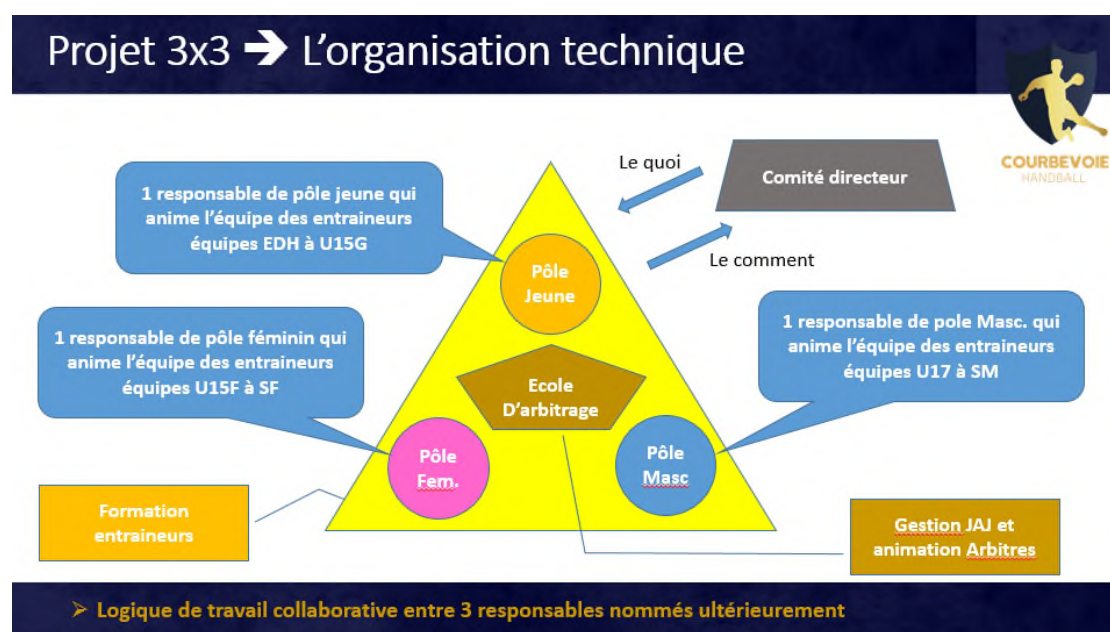 Projet 3x3 ➔ L'organisation technique
COURBEVOIE
HANDBALL
Le quoi
Comité directeur
Le comment
1 responsable de pôle jeune qui
anime l'équipe des entraineurs
équipes EDH à U15G
Pôle
Jeune
1 responsable de pôle féminin qui
anime l'équipe des entraineurs
équipes U15F à SF
1 responsable de pole Masc. qui
anime l'équipe des entraineurs
équipes U17 à SM
Ecole
D'arbitrage
Pôle
Fem.
Pôle
Masc
Formation
entraineurs
Gestion JAJ et
animation Arbitres
➢ Logique de travail collaborative entre 3 responsables nommés ultérieurement